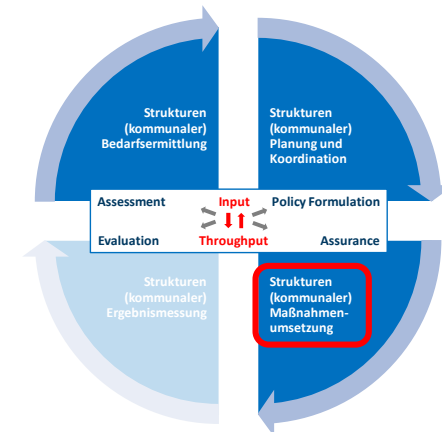 Strukturen
(kommunaler)
Bedarfsermittlung
Strukturen
(kommunaler)
Planung und
Koordination
Assessment Input Policy Formulation
Evaluation Throughput Assurance
Strukturen
(kommunaler)
Ergebnismessung
Strukturen
(kommunaler)
Maßnahmen-
umsetzung